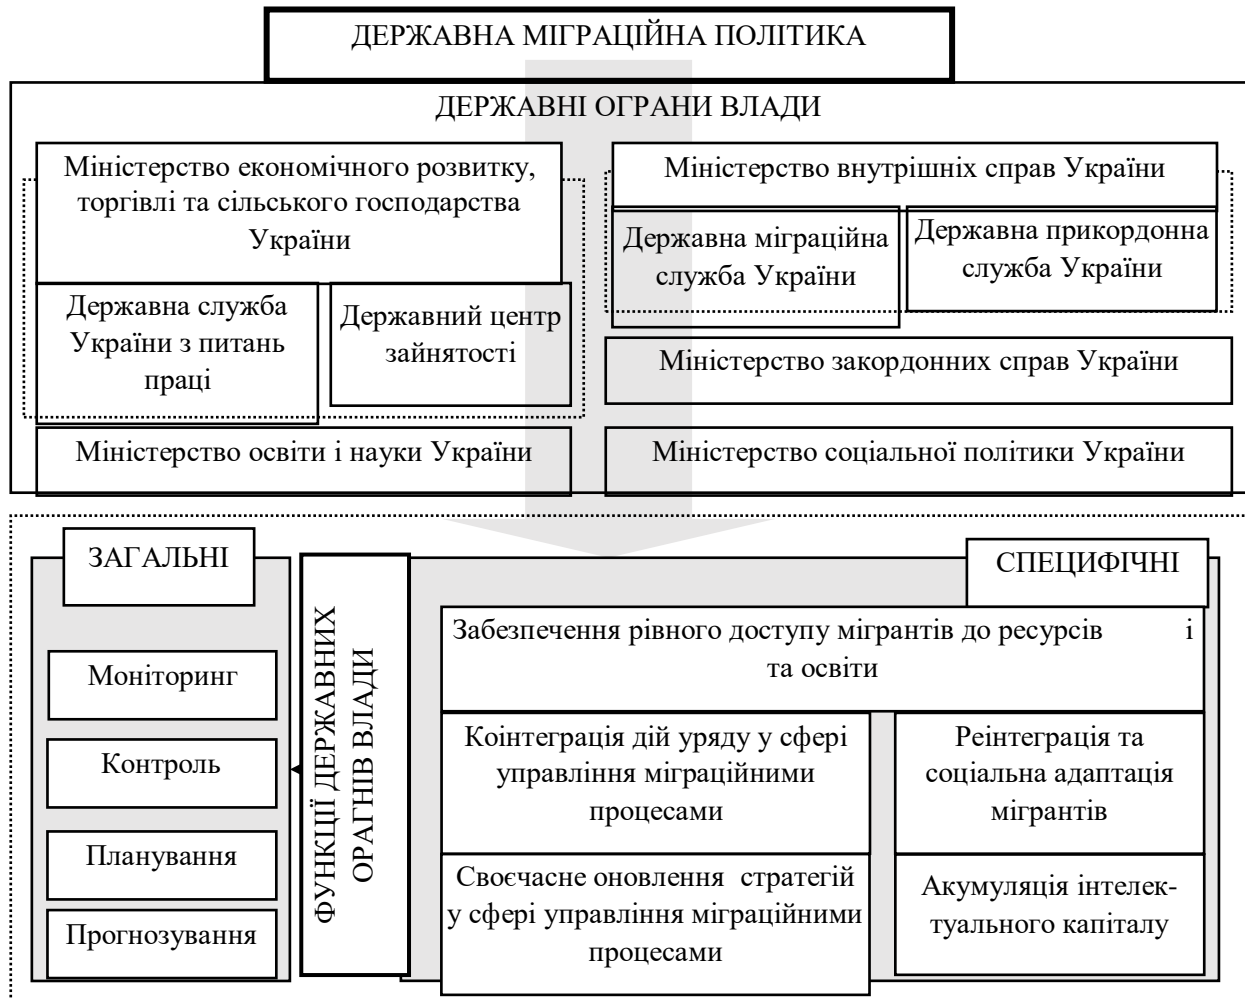 ДЕРЖАВНА МІГРАЦІЙНА ПОЛІТИКА
ДЕРЖАВНІ ОГРАНИ ВЛАДИ
Міністерство економічного розвитку,
торгівлі та сільського господарства
України
Державна служба
України з питань
праці
Державний центр
зайнятості
Міністерство внутрішніх справ України
Державна міграційна
служба України
Державна прикордонна
служба України
Міністерство закордонних справ України
Міністерство освіти і науки України
Міністерство соціальної політики України
ЗАГАЛЬНІ
Моніторинг
Контроль
Планування
Прогнозування
ФУНКЦІЇ ДЕРЖАВНИХ
ОРАГНІВ ВЛАДИ
СПЕЦИФІЧНІ
Забезпечення рівного доступу мігрантів до ресурсів і
та освіти
Коінтеграція дій уряду у сфері
управління міграційними
процесами
Реінтеграція та
соціальна адаптація
мігрантів
Своєчасне оновлення стратегій
у сфері управління міграційними
процесами
Акумуляція інтелек-
туального капіталу